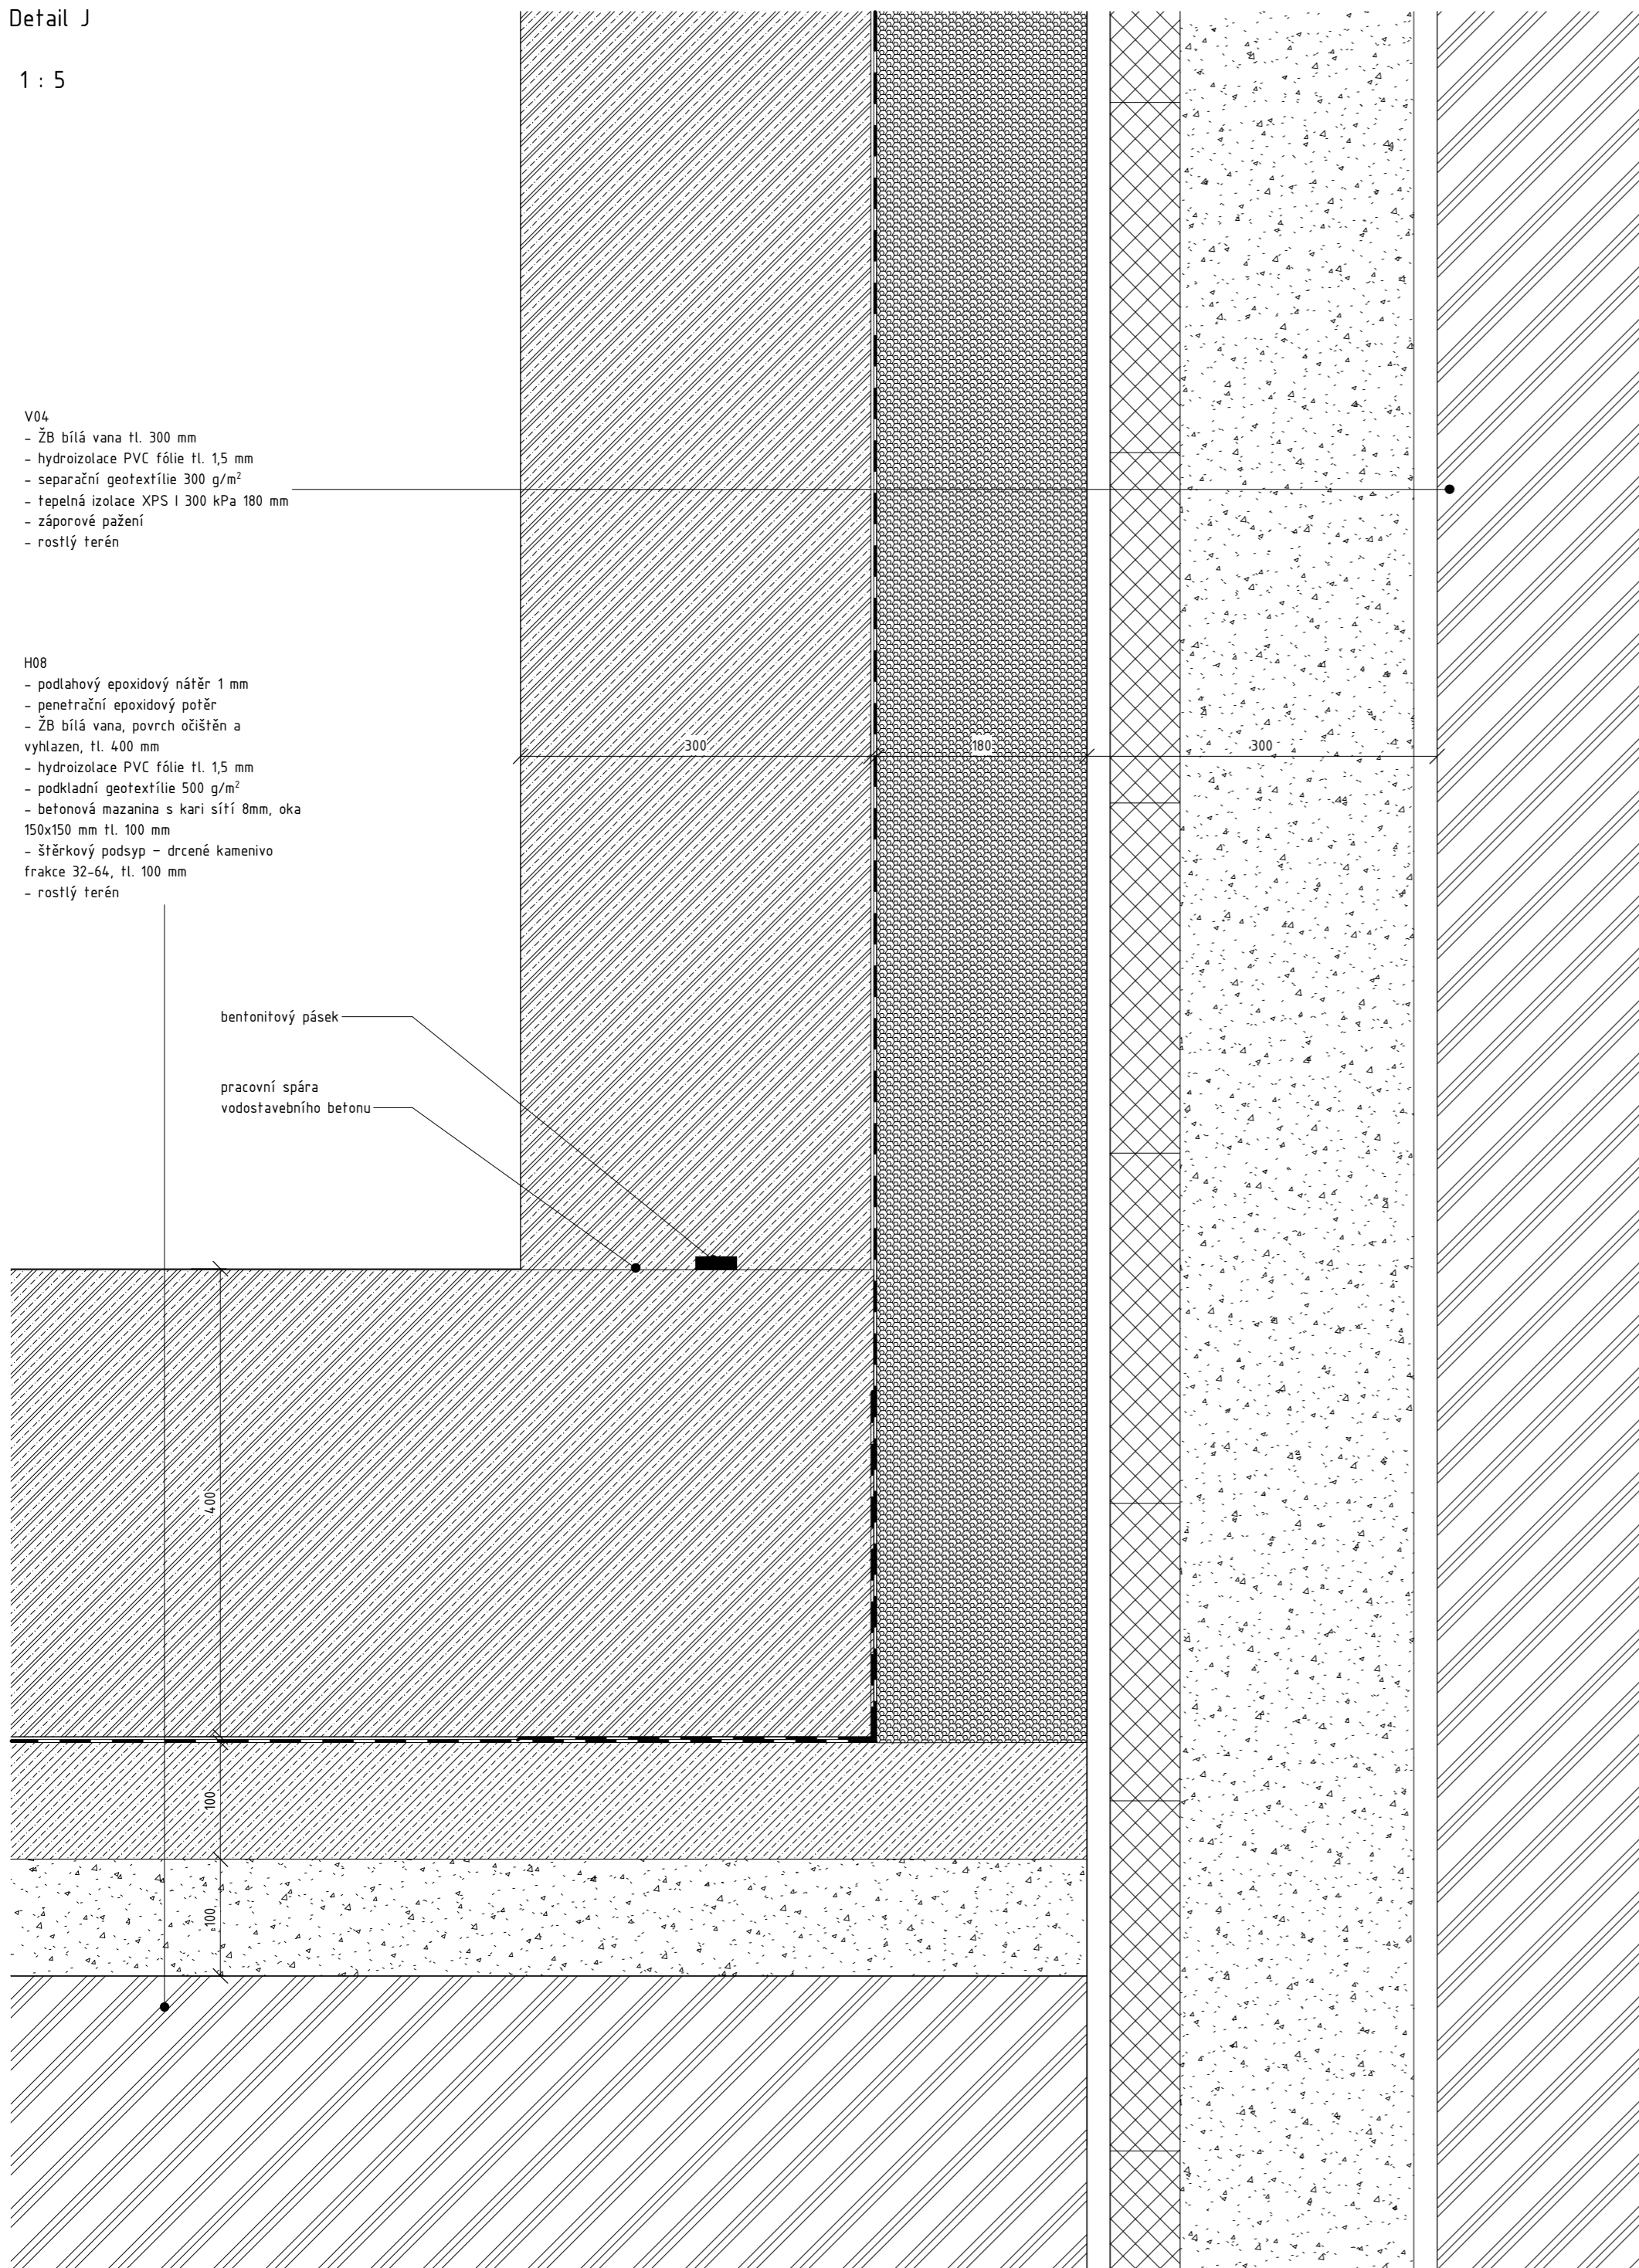 Detail J
1 : 5
V04
- ŽB bílá vana tl. 300 mm
- hydroizolace PVC fólie tl. 1,5 mm
- separační geotextílie 300 g/m²
- tepelná izolace XPS I 300 kPa 180 mm
- záporové pažení
- rostlý terén
H08
- podlahový epoxidový nátěr 1 mm
- penetrační epoxidový potěr
- ŽB bílá vana, povrch očištěn a
vyhlazen, tl. 400 mm
- hydroizolace PVC fólie tl. 1,5 mm
- podkladní geotextílie 500 g/m²
- betonová mazanina s kari sítí 8mm, oka
150x150 mm tl. 100 mm
- štěrkový podsyp – drcené kamenivo
frakce 32-64, tl. 100 mm
- rostlý terén
300
180
300
bentonitový pásek
pracovní spára
vodostavebního betonu
400
100
100